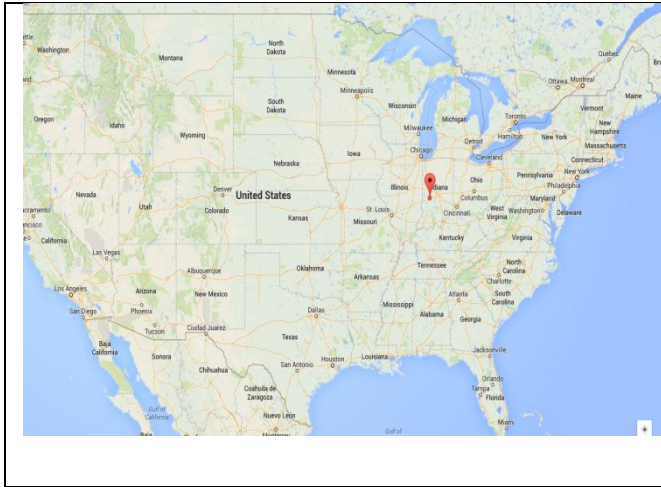 Washington
Montana
North
Dakota
Minnesota
Minneapolis
Quebec
Ottawa
Montreal
Maine
Vermont
New
Hampshire
Massachusetts
Connecticut
Oregon
Idaho
Wyoming
South
Dakota
Wisconsin
Michigan
Milwaukee
Toronto
Hamilton
New York
Detroit
Chicago
Cleveland
Iowa
Nebraska
Illinois
Ohio
Pennsylvania
New York
Philadelphia
Columbus
Maryland
Nevada
Utah
Denver
Colorado
United States
Kansas
St. Louis
Missouri
Cincinnati
West
Virginia
Washington
Delaware
Kentucky
Virginia
California
Las Vegas
Los Angeles
San Diego
Arizona
Phoenix
Tucson
Albuquerque
New Mexico
Ciudad Juarez
Oklahoma
Arkansas
Tennessee
North
Carolina
Charlotte
South
Carolina
Atlanta
Mississippi
Alabama
Georgia
Dallas
Texas
San Antonio
Houston
Louisiana
Jacksonville
Orlando
Tampa
Florida
Miami
Baja
California
Sonora
Chihuahua
Coahuila de
Zaragoza
Nuevo Leon
Gulf of
California
Gulf of